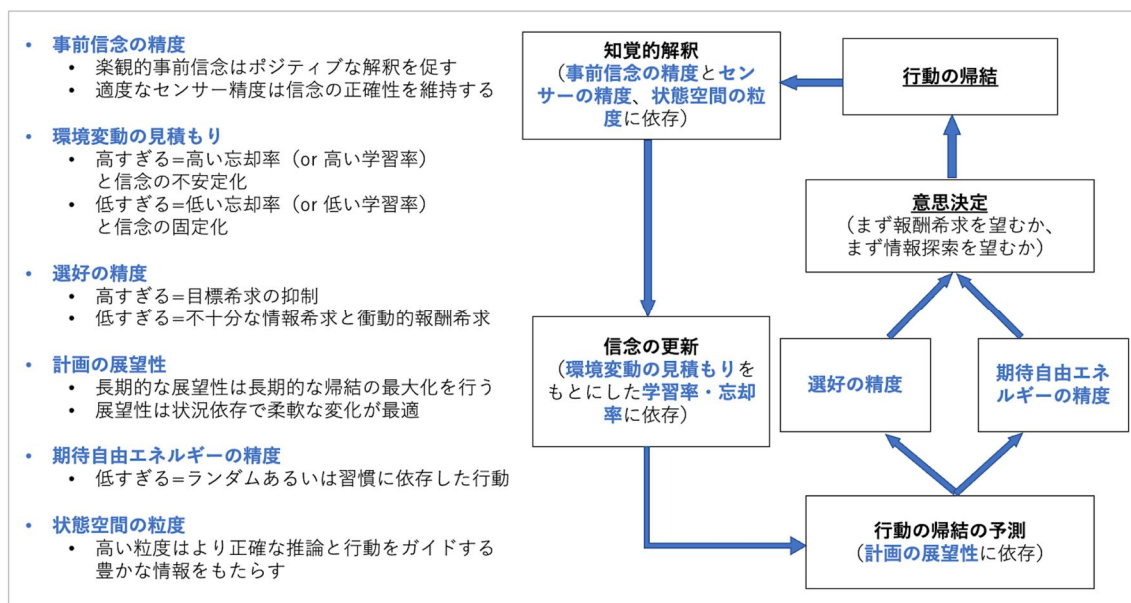 • 事前信念の精度
• 楽観的事前信念はポジティブな解釈を促す
• 適度なセンサー精度は信念の正確性を維持する
• 環境変動の見積もり
• 高すぎる=高い忘却率（or 高い学習率）
と信念の不安定化
• 低すぎる=低い忘却率（or 低い学習率）
と信念の固定化
• 選好の精度
• 高すぎる=目標希求の抑制
• 低すぎる=不十分な情報希求と衝動的報酬希求
• 計画の展望性
• 長期的な展望性は長期的な帰結の最大化を行う
• 展望性は状況依存で柔軟な変化が最適
• 期待自由エネルギーの精度
• 低すぎる=ランダムあるいは習慣に依存した行動
• 状態空間の粒度
• 高い粒度はより正確な推論と行動をガイドする
豊かな情報をもたらす
知覚的解釈
（事前信念の精度とセン
サーの精度、状態空間の粒
度に依存）
行動の帰結
意思決定
（まず報酬希求を望むか、
まず情報探索を望むか）
信念の更新
（環境変動の見積もりを
もとにした学習率・忘却
率に依存）
選好の精度
期待自由エネ
ルギーの精度
行動の帰結の予測
（計画の展望性に依存）